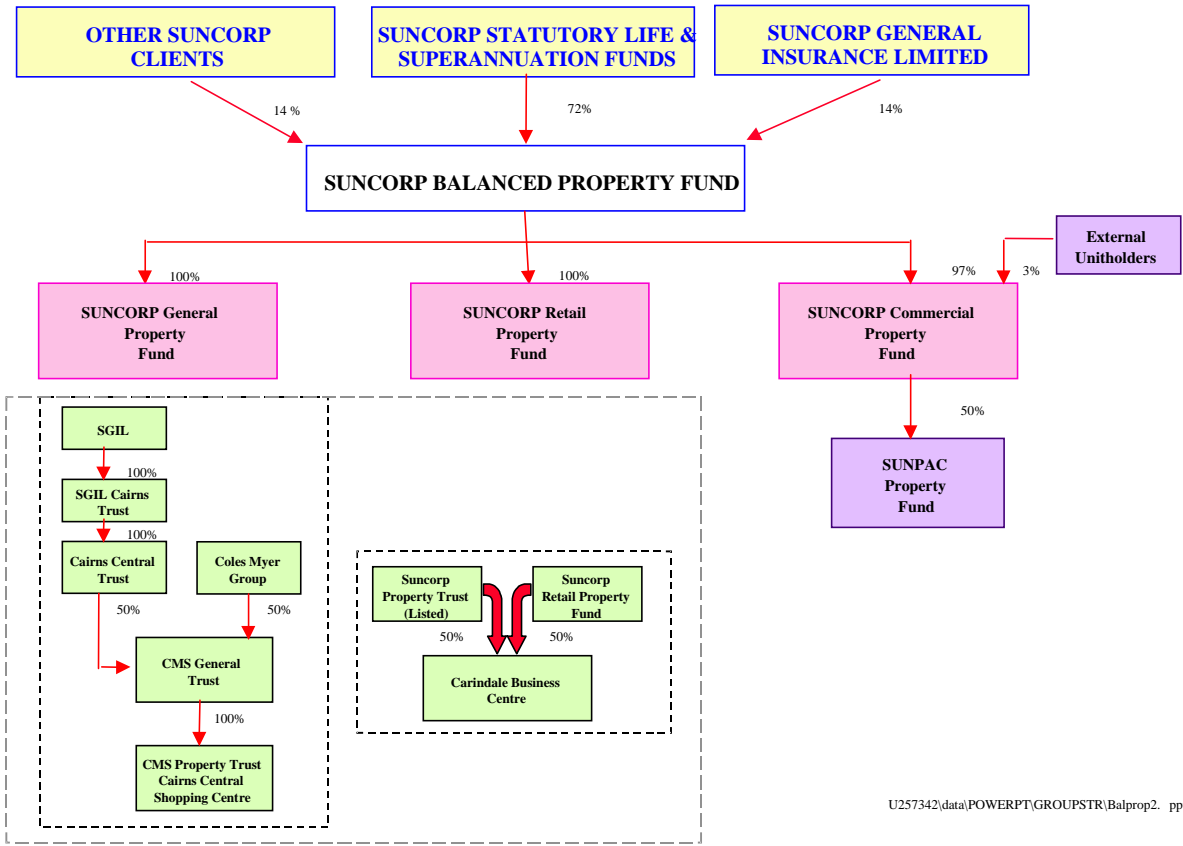 OTHER SUNCORP
CLIENTS
SUNCORP STATUTORY LIFE &
SUPERANNUATION FUNDS
SUNCORP GENERAL
INSURANCE LIMITED
14 %
72%
14%
SUNCORP BALANCED PROPERTY FUND
External
Unitholders
100%
100%
97%
3%
SUNCORP General
Property
Fund
SUNCORP Retail
Property
Fund
SUNCORP Commercial
Property
Fund
50%
SUNPAC
Property
Fund
SGIL
100%
SGIL Cairns
Trust
100%
Cairns Central
Trust
Coles Myer
Group
50%
50%
CMS General
Trust
100%
CMS Property Trust
Cairns Central
Shopping Centre
Suncorp
Property Trust
(Listed)
Suncorp
Retail Property
Fund
50%
50%
Carindale Business
Centre
U257342\data\POWERPT\GROUPSTR\Balprop2. pp